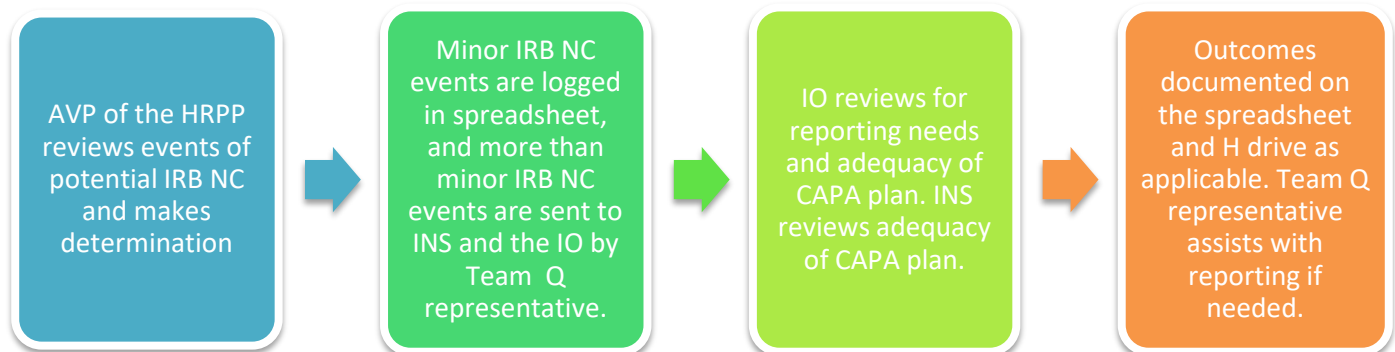 AVP of the HRPP
reviews events of
potential IRB NC
and makes
determination
Minor IRB NC
events are logged
in spreadsheet,
and more than
minor IRB NC
events are sent to
INS and the IO by
Team Q
representative.
IO reviews for
reporting needs
and adequacy of
CAPA plan. INS
reviews adequacy
of CAPA plan.
Outcomes
documented on
the spreadsheet
and H drive as
applicable. Team Q
representative
assists with
reporting if
needed.